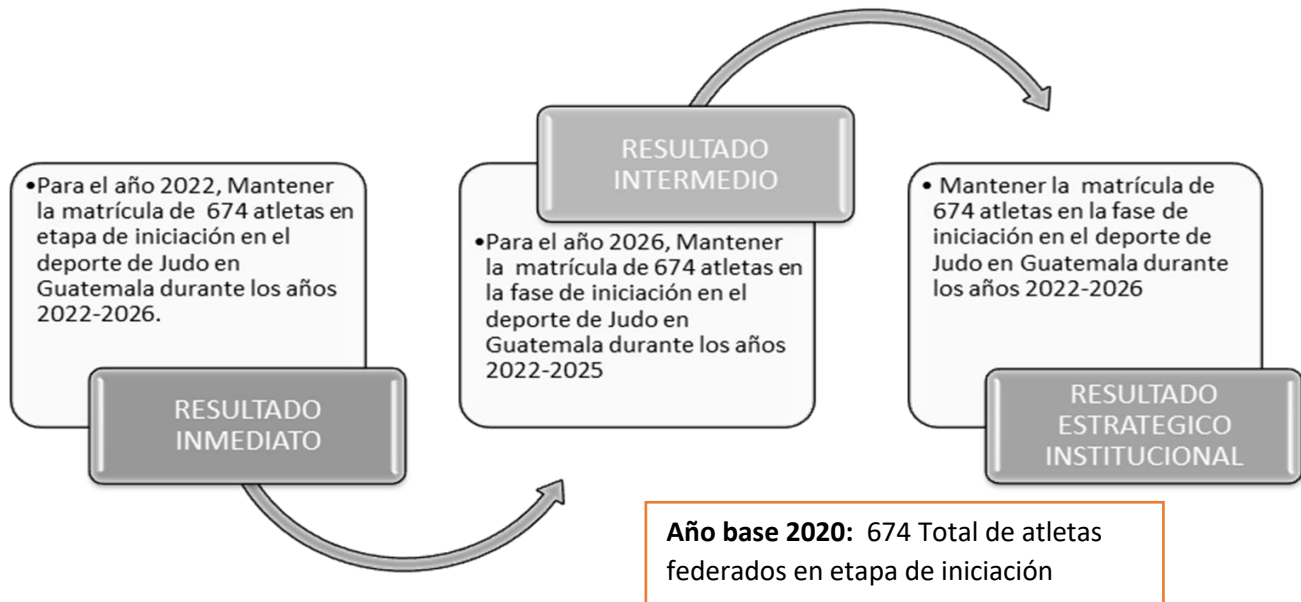 •Para el año 2022, Mantener
la matrícula de 674 atletas en
etapa de iniciación en el
deporte de Judo en
Guatemala durante los años
2022-2026.
RESULTADO
INMEDIATO
RESULTADO
INTERMEDIO
•Para el año 2026, Mantener
la matrícula de 674 atletas en
la fase de iniciación en el
deporte de Judo en
Guatemala durante los años
2022-2025
• Mantener la matrícula de
674 atletas en la fase de
iniciación en el deporte de
Judo en Guatemala durante
los años 2022-2026
RESULTADO
ESTRATEGICO
INSTITUCIONAL
Año base 2020: 674 Total de atletas
federados en etapa de iniciación